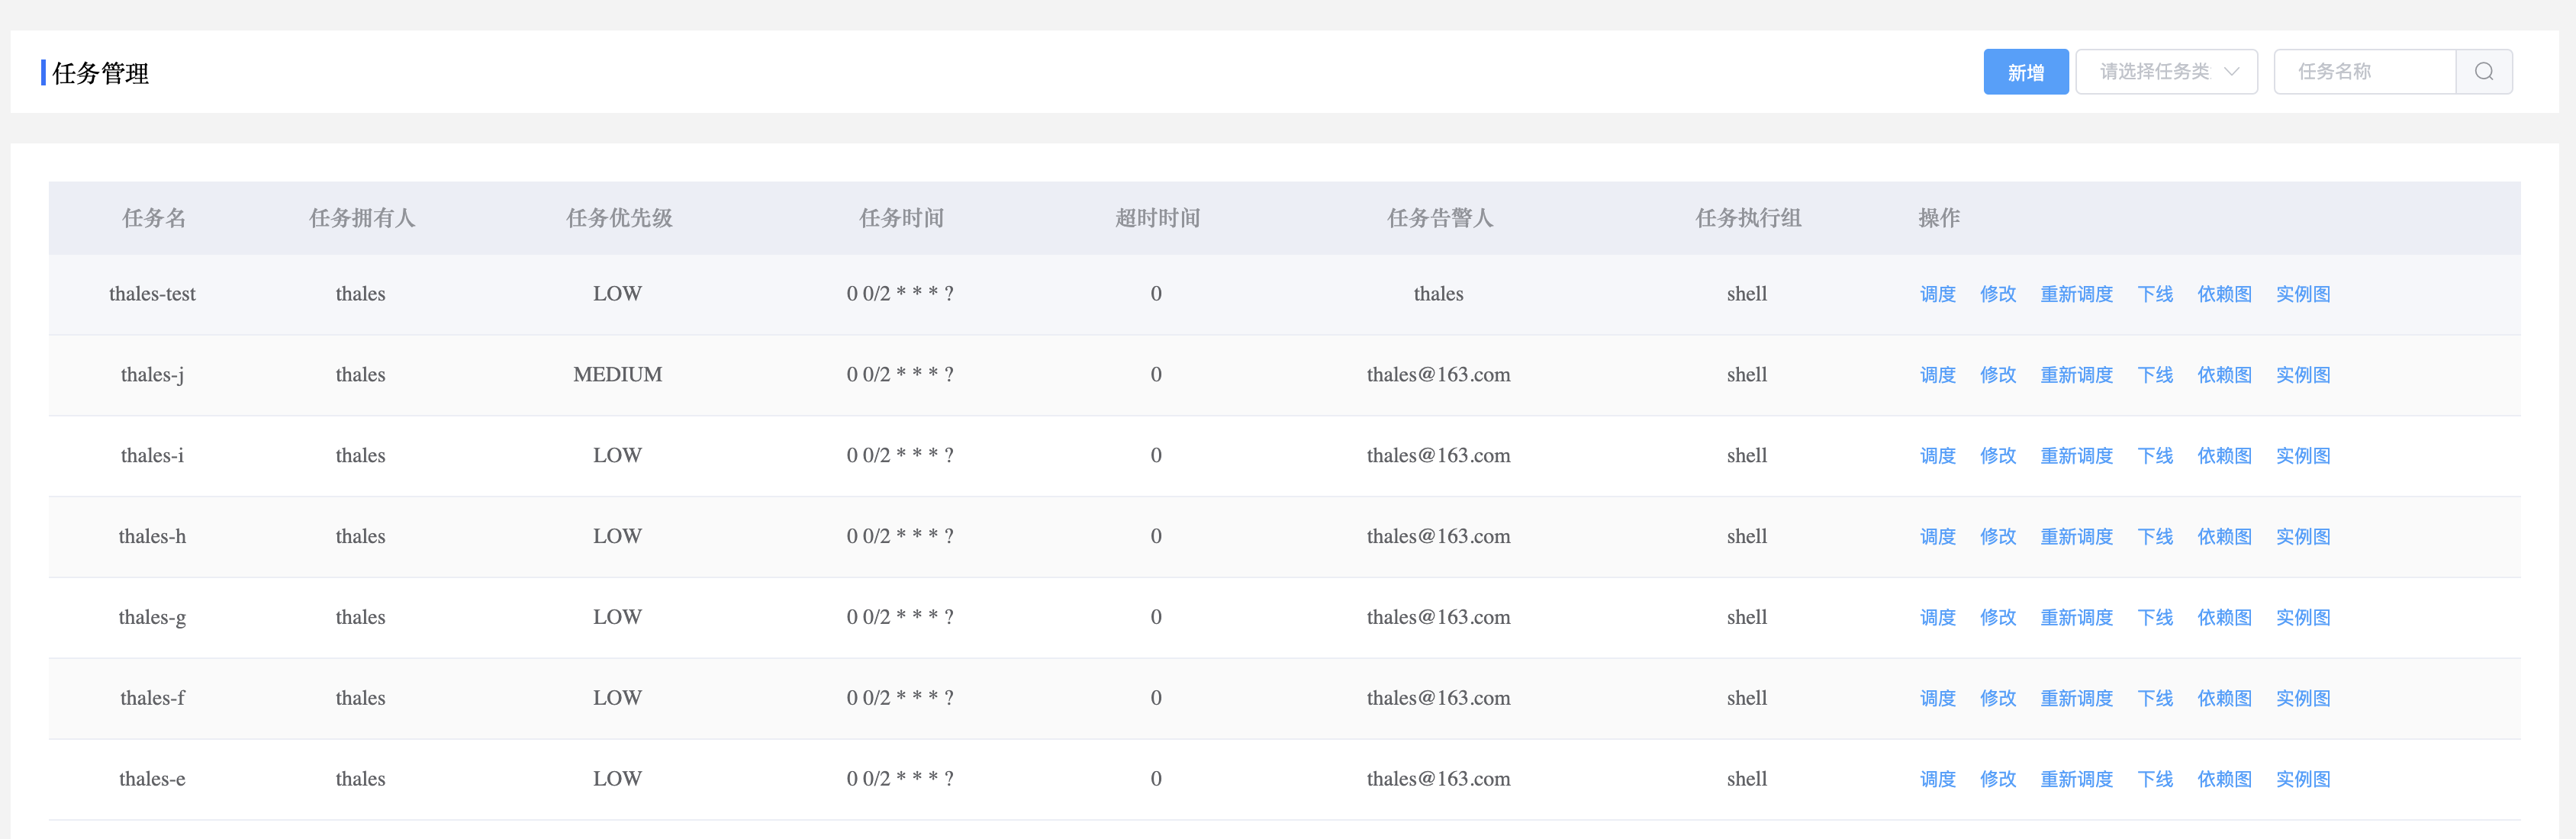 任务管理
新增 请选择任务类 任务名称
任务名 任务拥有人 任务优先级 任务时间 超时时间 任务告警人 任务执行组 操作
thales-test thales LOW 0 0/2 * * * ? 0 thales shell 调度 修改 重新调度 下线 依赖图 实例图
thales-j thales MEDIUM 0 0/2 * * * ? 0 thales@163.com shell 调度 修改 重新调度 下线 依赖图 实例图
thales-i thales LOW 0 0/2 * * * ? 0 thales@163.com shell 调度 修改 重新调度 下线 依赖图 实例图
thales-h thales LOW 0 0/2 * * * ? 0 thales@163.com shell 调度 修改 重新调度 下线 依赖图 实例图
thales-g thales LOW 0 0/2 * * * ? 0 thales@163.com shell 调度 修改 重新调度 下线 依赖图 实例图
thales-f thales LOW 0 0/2 * * * ? 0 thales@163.com shell 调度 修改 重新调度 下线 依赖图 实例图
thales-e thales LOW 0 0/2 * * * ? 0 thales@163.com shell 调度 修改 重新调度 下线 依赖图 实例图